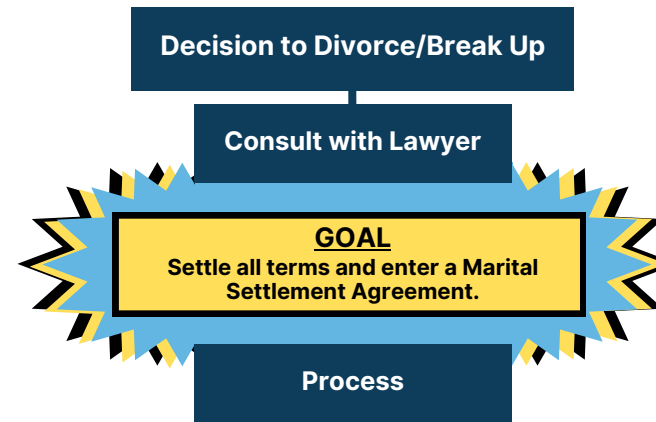 Decision to Divorce/Break Up
Consult with Lawyer
GOAL
Settle all terms and enter a Marital
Settlement Agreement.
Process